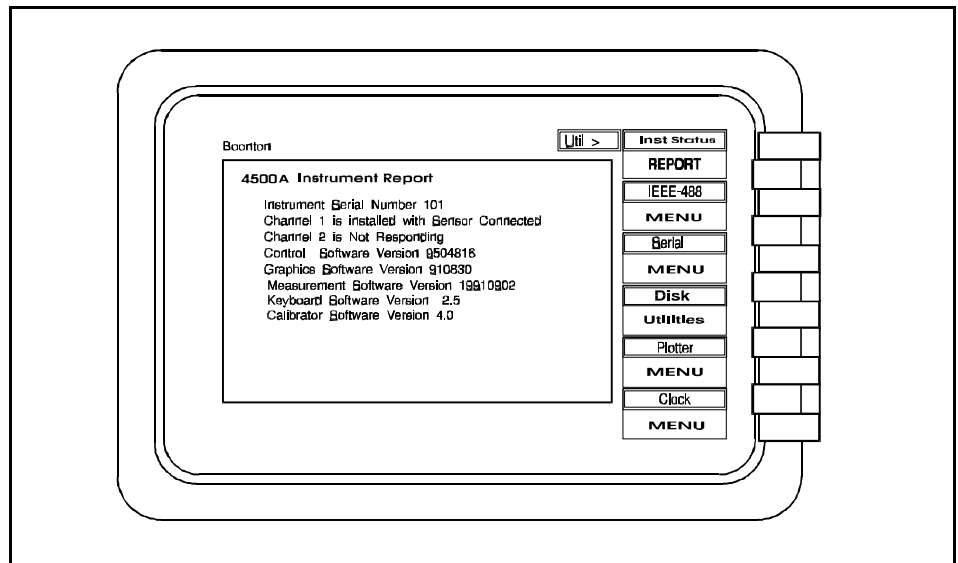 Boonton
Util >
Inst Status
REPORT
4500A Instrument Report
IEEE-488
MENU
Instrument Serial Number 101
Channel 1 is installed with Sensor Connected
Channel 2 is Not Responding
Control Software Version 9504816
Graphics Software Version 910830
Measurement Software Version 19910902
Keyboard Software Version 2.5
Calibrator Software Version 4.0
Serial
MENU
Disk
Utilities
Plotter
MENU
Clock
MENU